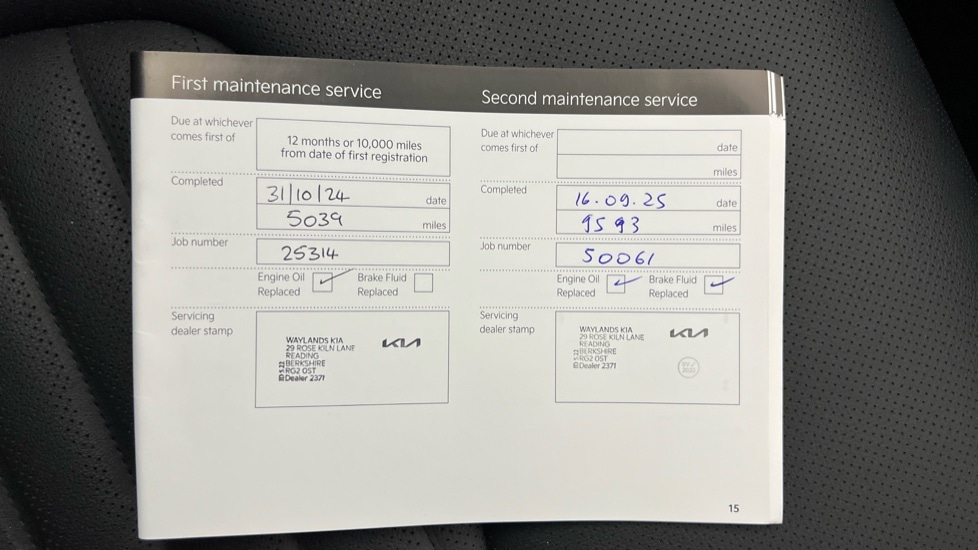 First maintenance service
Due at whichever
comes first of
12 months or 10,000 miles
from date of first registration
Completed
31/10/24 date
5039 miles
Job number
25314
Engine Oil
Replaced
Brake Fluid
Replaced
Servicing
dealer stamp
WAYLANDS KIA
29 ROSE KILN LANE
READING
BERKSHIRE
RG2 0ST
Dealer 2371
KIA
Second maintenance service
Due at whichever
comes first of
date
miles
Completed
16.09.25 date
9593 miles
Job number
50061
Engine Oil
Replaced
Brake Fluid
Replaced
Servicing
dealer stamp
WAYLANDS KIA
29 ROSE KILN LANE
READING
BERKSHIRE
RG2 0ST
Dealer 2371
KIA
15